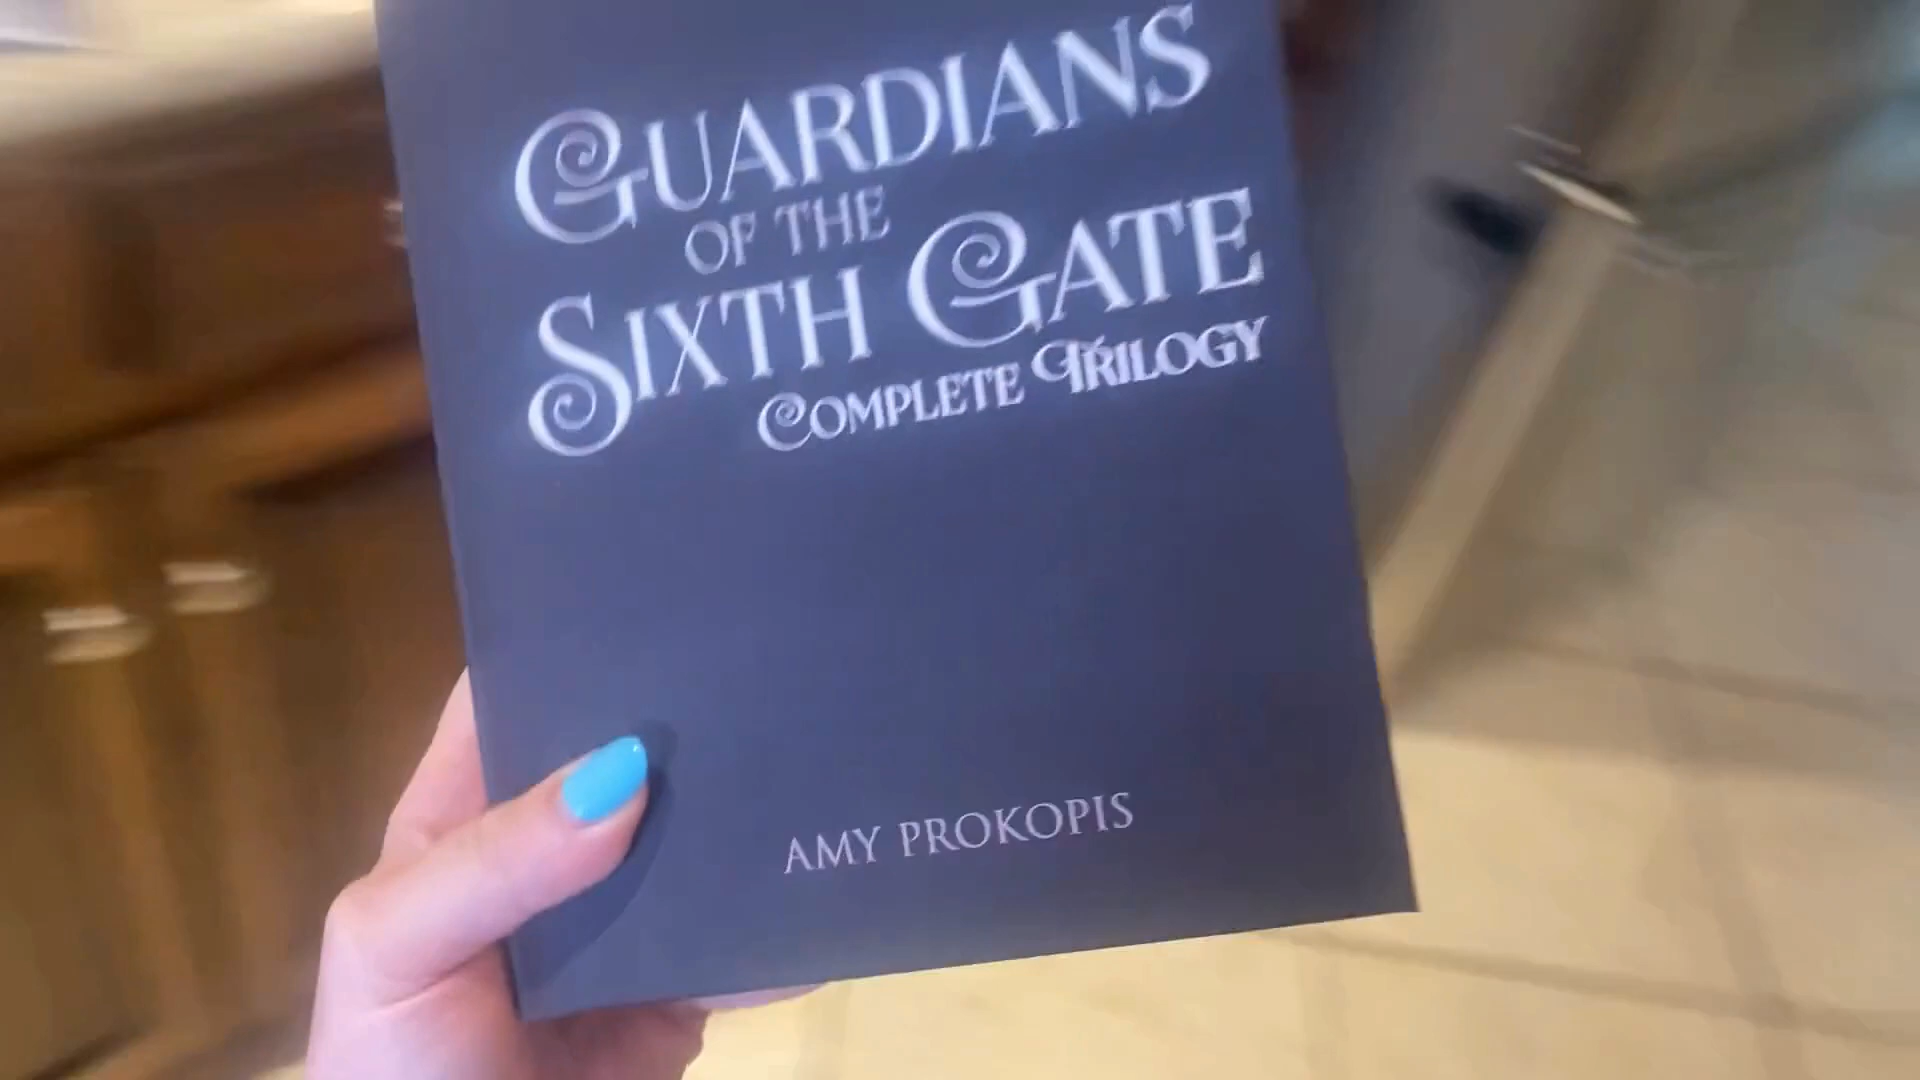 GUARDIANS
OF THE
SIXTH GATE
COMPLETE TRILOGY
AMY PROKOPIS